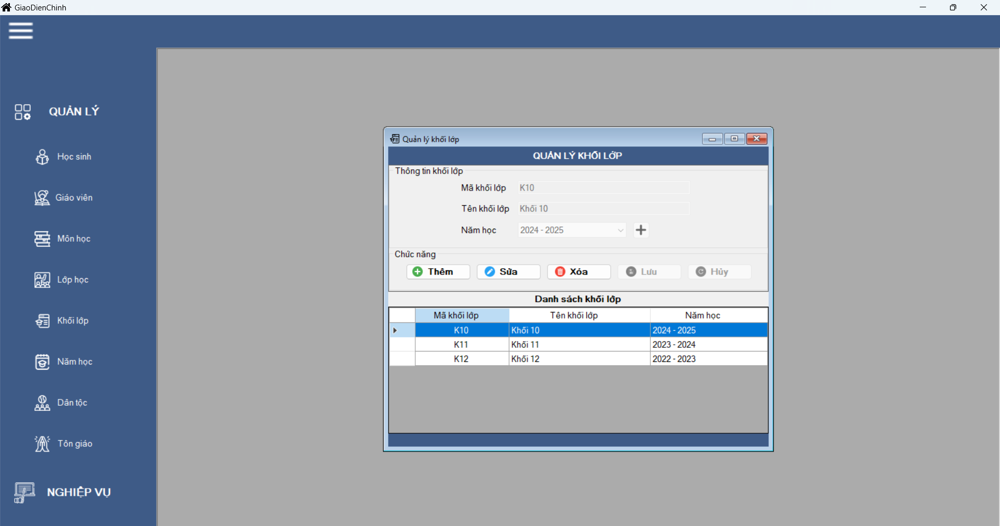 GiaoDienChinh
QUẢN LÝ
Học sinh
Giáo viên
Môn học
Lớp học
Khối lớp
Năm học
Dân tộc
Tôn giáo
NGHIỆP VỤ
Quản lý khối lớp
QUẢN LÝ KHỐI LỚP
Thông tin khối lớp
Mã khối lớp K10
Tên khối lớp Khối 10
Năm học 2024 - 2025
Chức năng
Thêm Sửa Xóa Lưu Hủy
Danh sách khối lớp
Mã khối lớp Tên khối lớp Năm học
K10 Khối 10 2024 - 2025
K11 Khối 11 2023 - 2024
K12 Khối 12 2022 - 2023